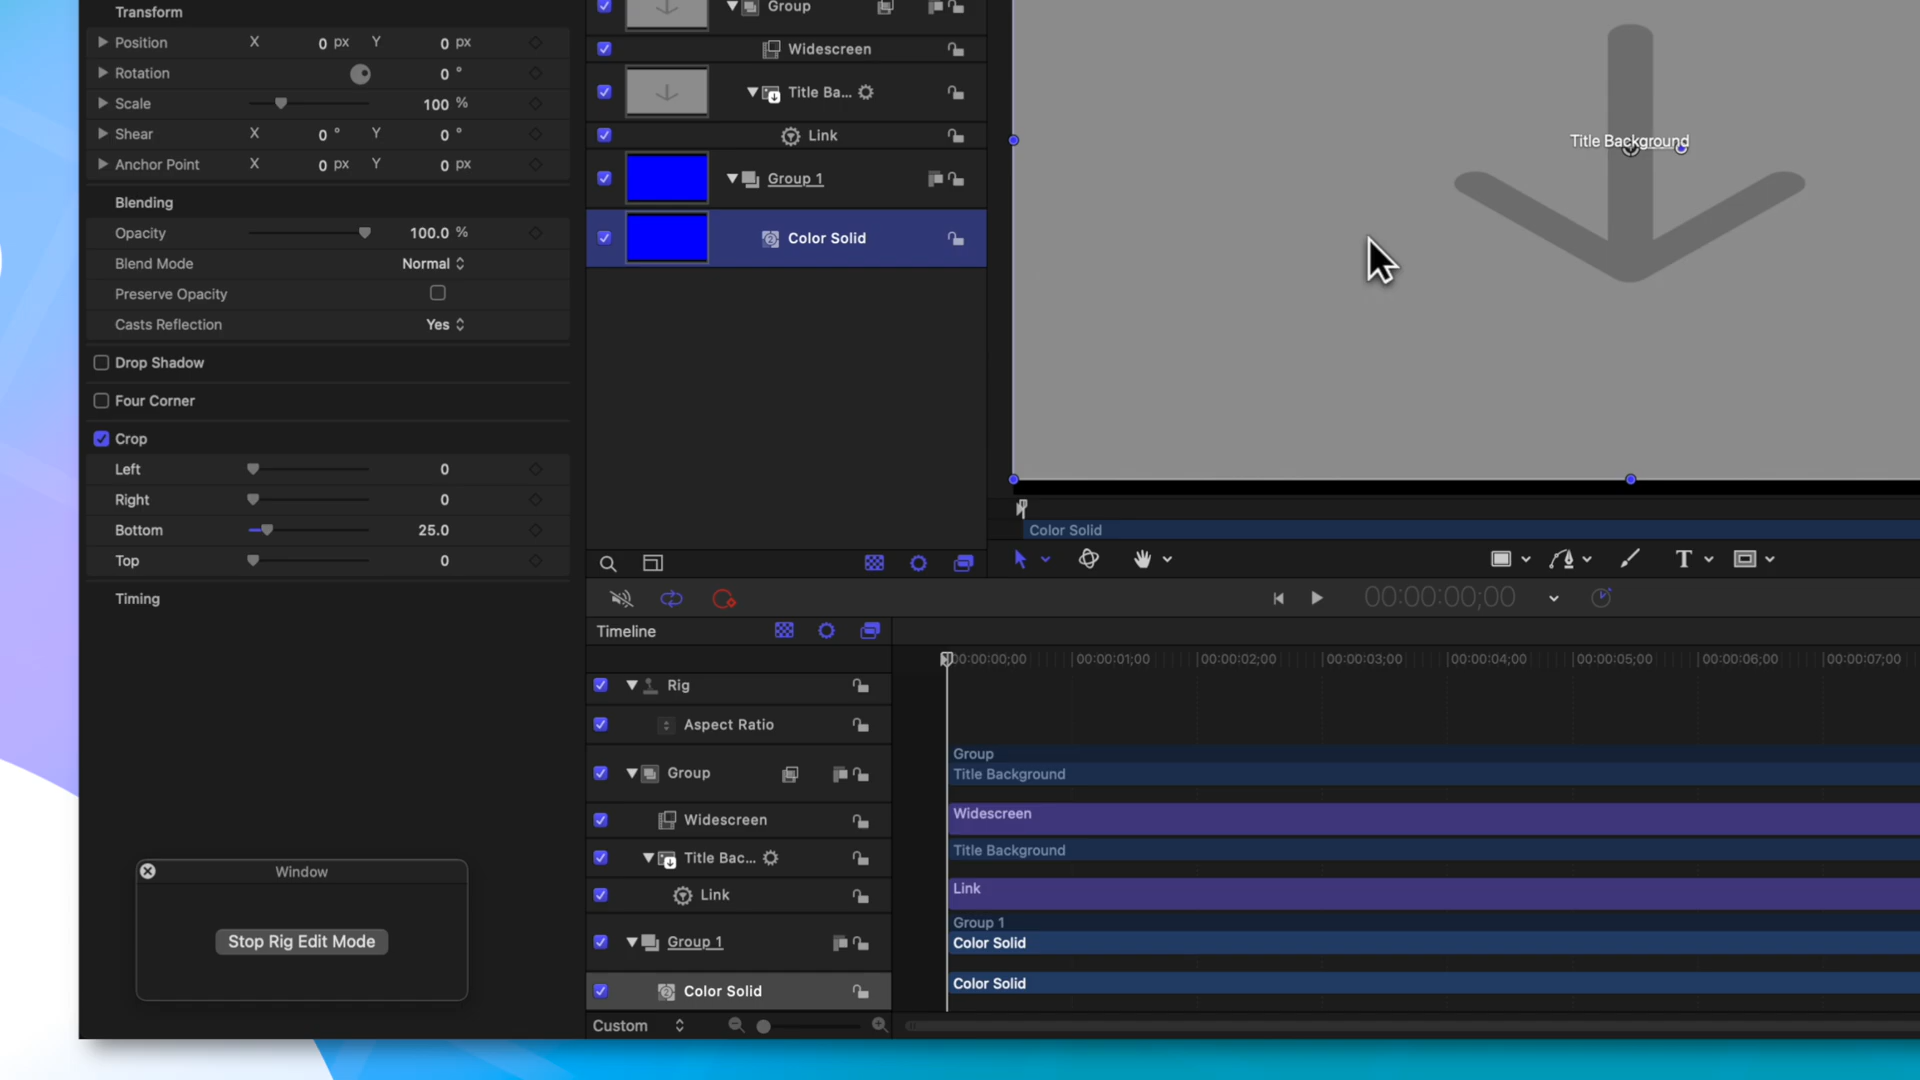 Transform
Position X 0 px Y 0 px
Rotation 0 °
Scale 100 %
Shear X 0 ° Y 0 °
Anchor Point X 0 px Y 0 px
Blending
Opacity 100.0 %
Blend Mode Normal
Preserve Opacity
Casts Reflection Yes
Drop Shadow
Four Corner
Crop
Left 0
Right 0
Bottom 25.0
Top 0
Timing
Window
Stop Rig Edit Mode
Group
Widescreen
Title Ba...
Link
Group 1
Color Solid
Title Background
Color Solid
00:00:00;00
Timeline
00:00:00;00 00:00:01;00 00:00:02;00 00:00:03;00 00:00:04;00 00:00:05;00 00:00:06;00 00:00:07;00
Rig
Aspect Ratio
Group
Widescreen
Title Bac...
Link
Group 1
Color Solid
Custom
Group
Title Background
Widescreen
Title Background
Link
Group 1
Color Solid
Color Solid